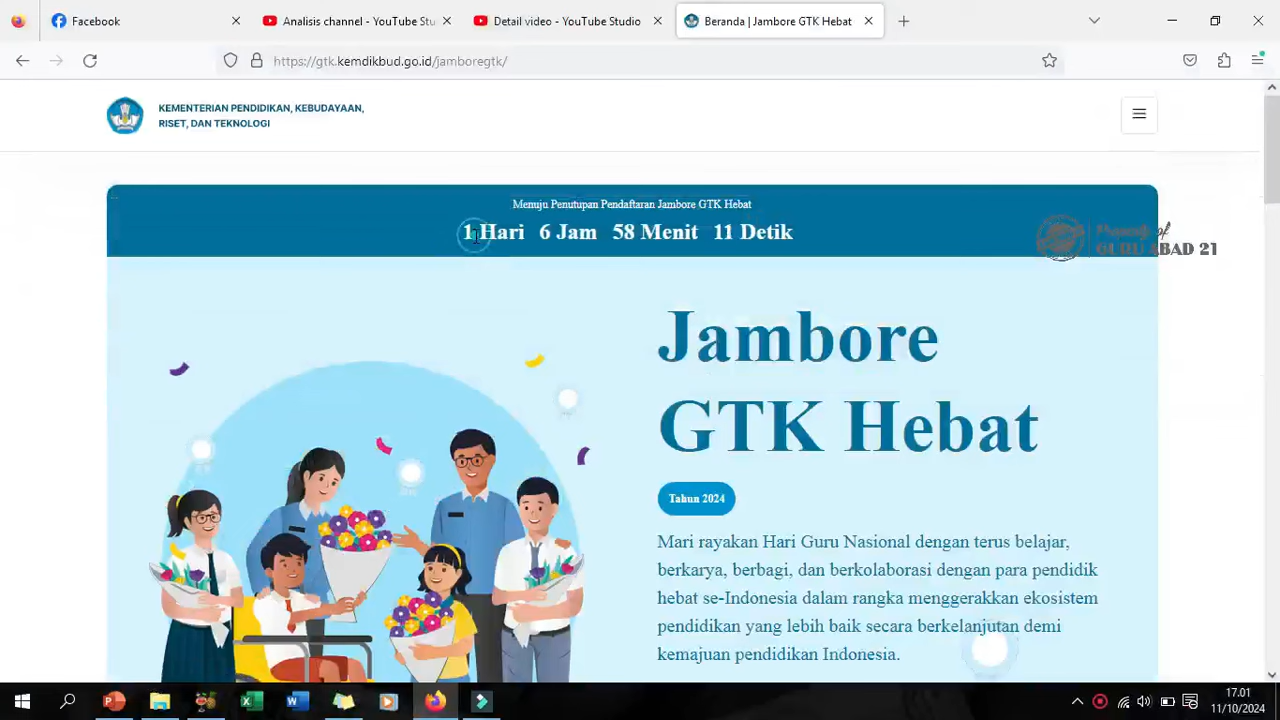 Facebook
Analisis channel - YouTube Stu
Detail video - YouTube Studio
Beranda | Jambore GTK Hebat
https://gtk.kemdikbud.go.id/jamboregtk/
KEMENTERIAN PENDIDIKAN, KEBUDAYAAN,
RISET, DAN TEKNOLOGI
Menuju Penutupan Pendaftaran Jambore GTK Hebat
1 Hari 6 Jam 58 Menit 11 Detik
GURU ABAD 21
Jambore
GTK Hebat
Tahun 2024
Mari rayakan Hari Guru Nasional dengan terus belajar,
berkarya, berbagi, dan berkolaborasi dengan para pendidik
hebat se-Indonesia dalam rangka menggerakkan ekosistem
pendidikan yang lebih baik secara berkelanjutan demi
kemajuan pendidikan Indonesia.
17.01
11/10/2024